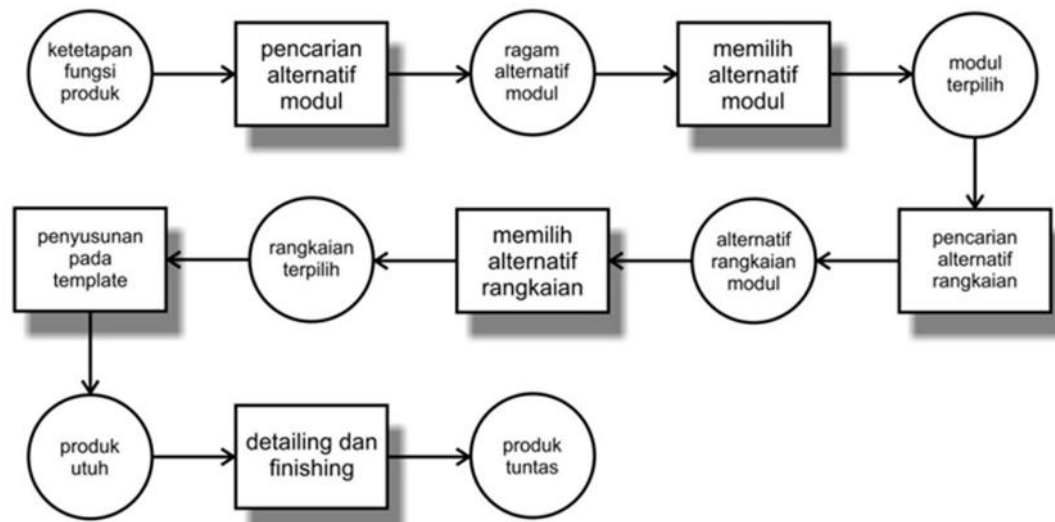 ketetapan
fungsi
produk
pencarian
alternatif
modul
ragam
alternatif
modul
memilih
alternatif
modul
modul
terpilih
pencarian
alternatif
rangkaian
alternatif
rangkaian
modul
memilih
alternatif
rangkaian
rangkaian
terpilih
penyusunan
pada
template
produk
utuh
detailing dan
finishing
produk
tuntas